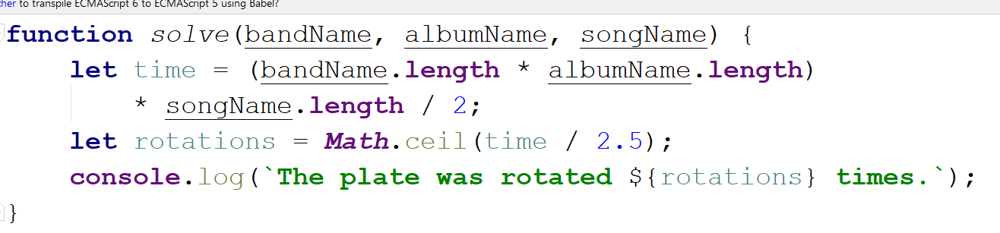 to transpile ECMAScript 6 to ECMAScript 5 using Babel?
function solve(bandName, albumName, songName) {
let time = (bandName.length * albumName.length)
* songName.length / 2;
let rotations = Math.ceil(time / 2.5);
console.log(`The plate was rotated ${rotations} times.`);
}